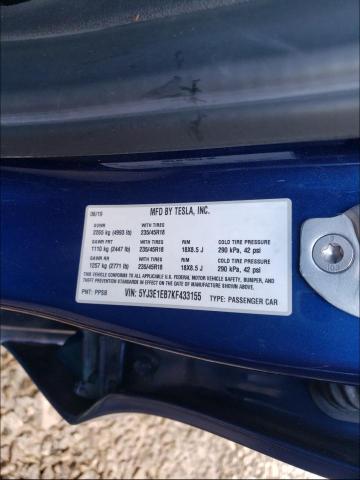 08/19 MFD BY TESLA, INC.
GVWR WITH TIRES
2265 kg (4993 lb) 235/45R18
GAWR FRT WITH TIRES RIM COLD TIRE PRESSURE
1110 kg (2447 lb) 235/45R18 18X8.5 J 290 kPa, 42 psi
GAWR RR WITH TIRES RIM COLD TIRE PRESSURE
1257 kg (2771 lb) 235/45R18 18X8.5 J 290 kPa, 42 psi
THIS VEHICLE CONFORMS TO ALL APPLICABLE U.S. FEDERAL MOTOR VEHICLE SAFETY, BUMPER, AND
THEFT PREVENTION STANDARDS IN EFFECT ON THE DATE OF MANUFACTURE SHOWN ABOVE.
PNT: PPSB VIN: 5YJ3E1EB7KF433155 TYPE: PASSENGER CAR